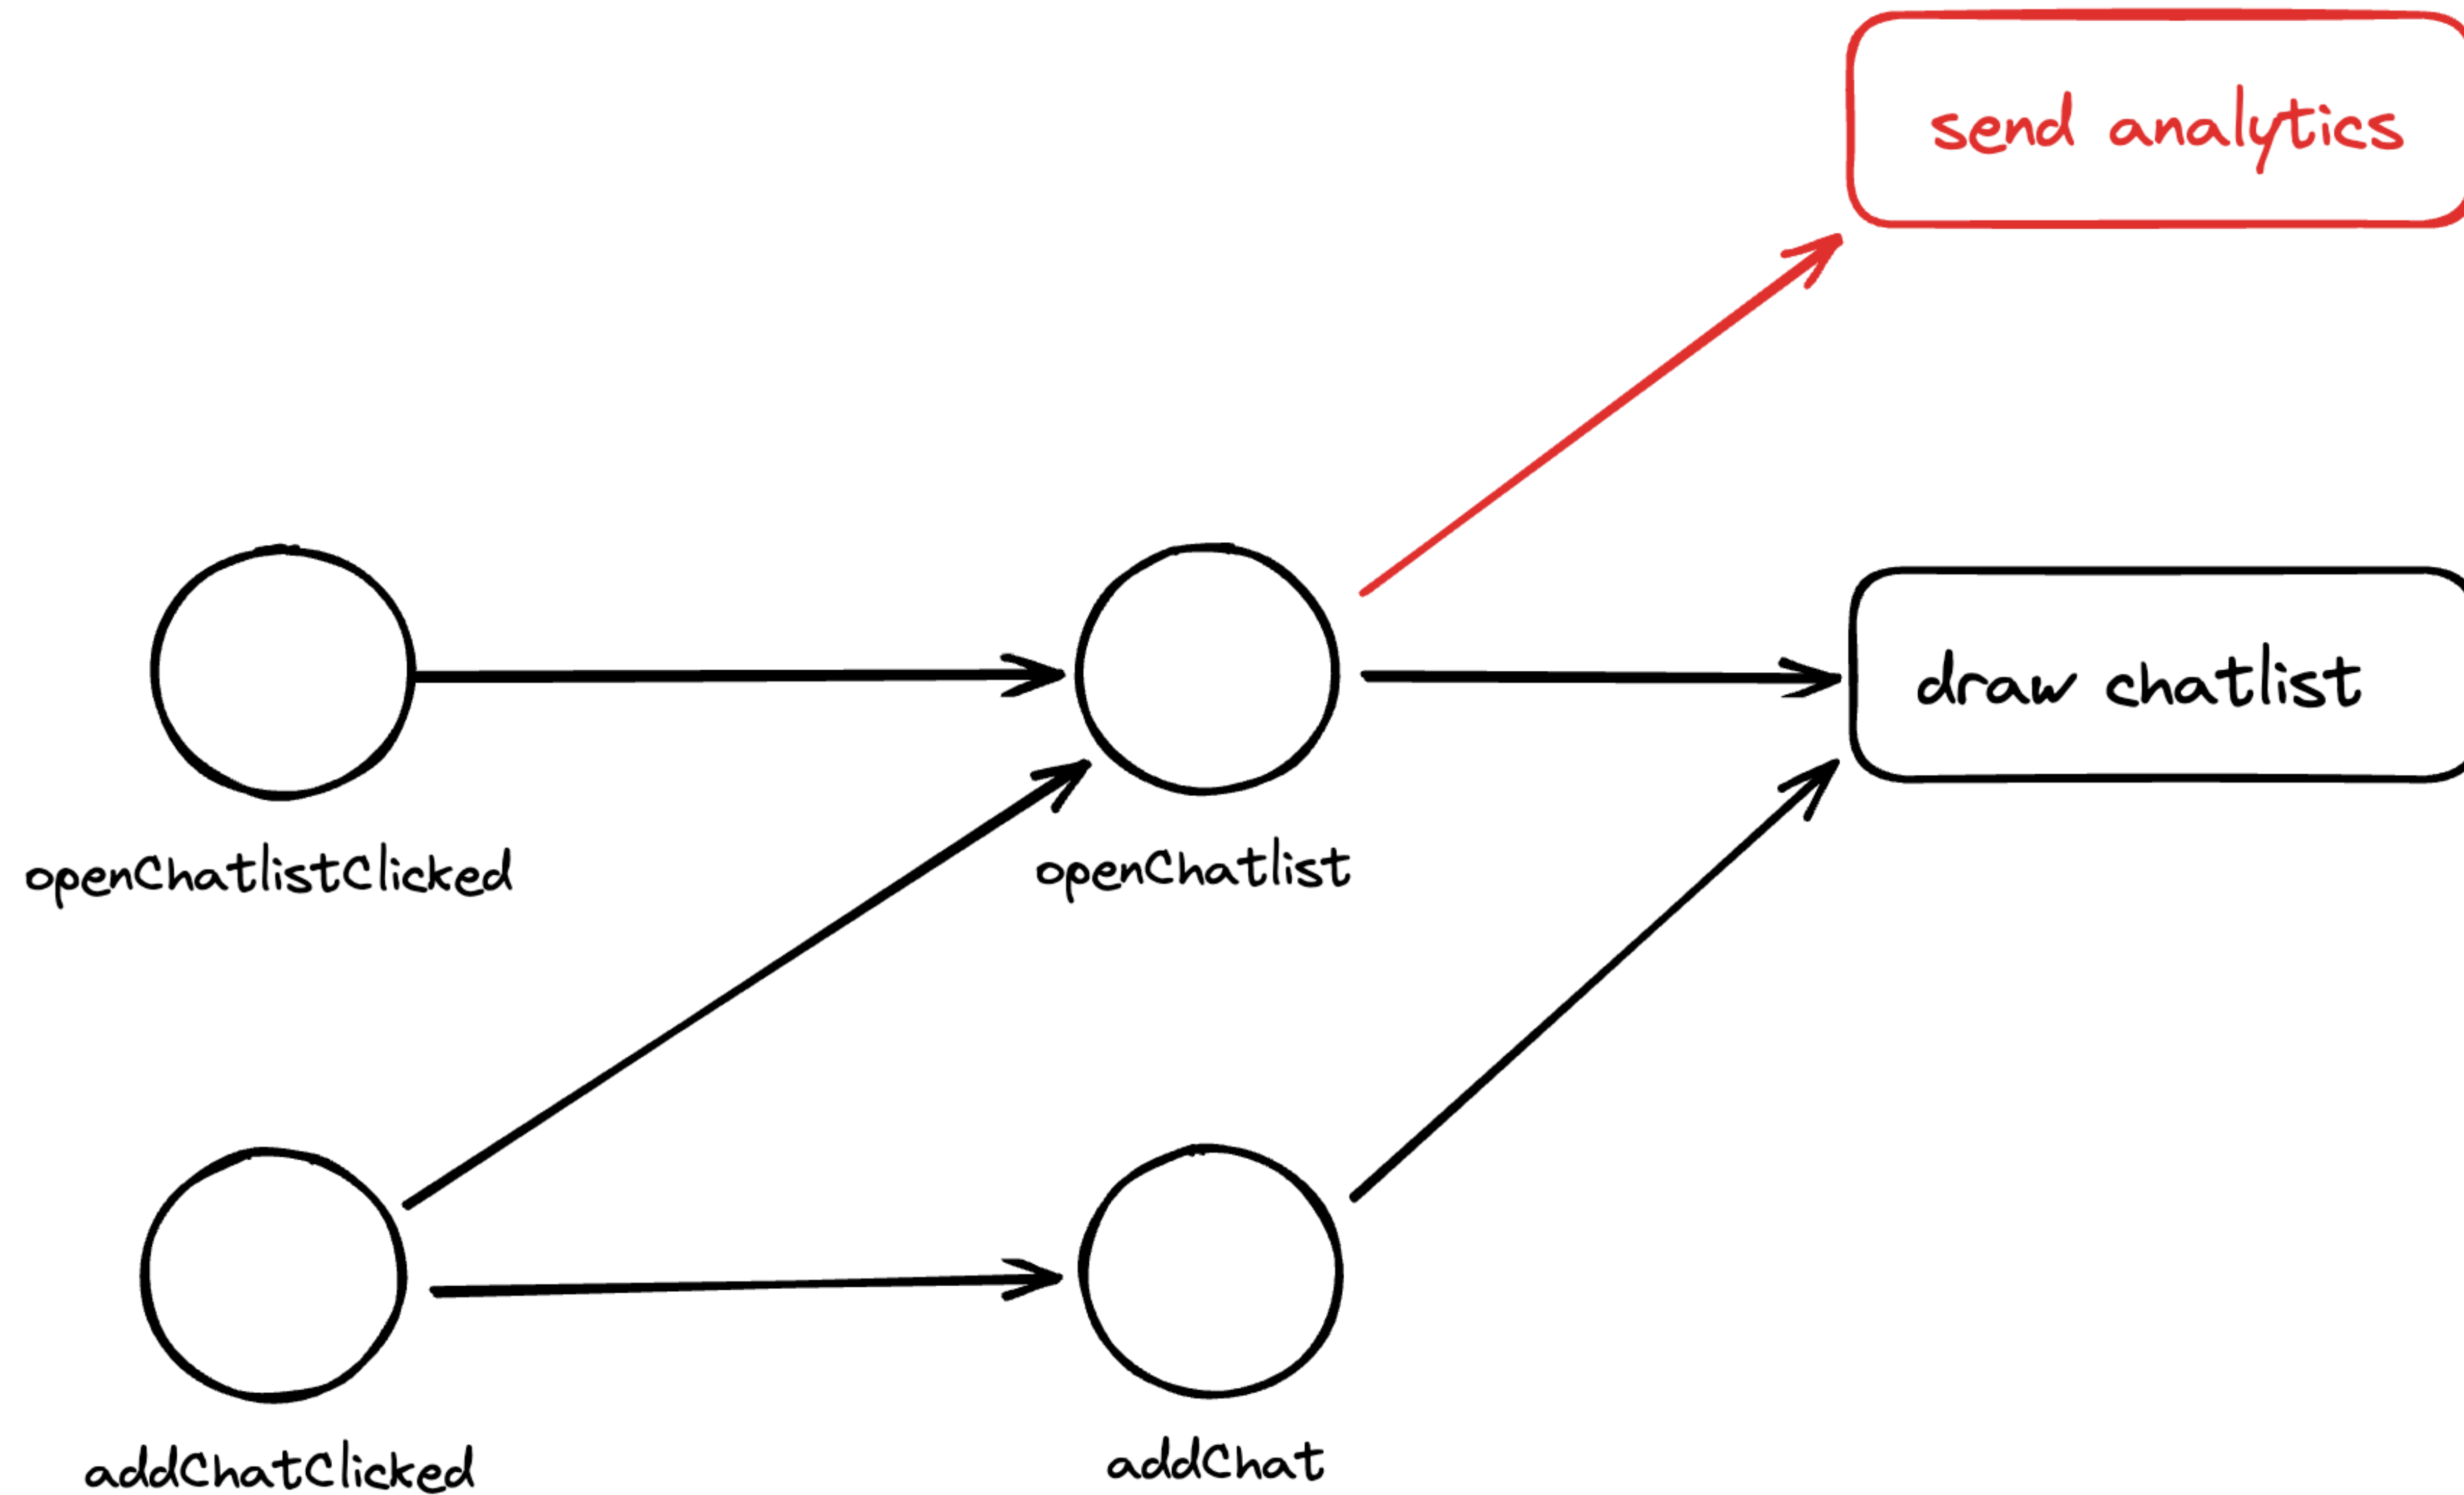 send analytics
draw chatlist
openChatlistClicked
openChatlist
addChatClicked
addChat